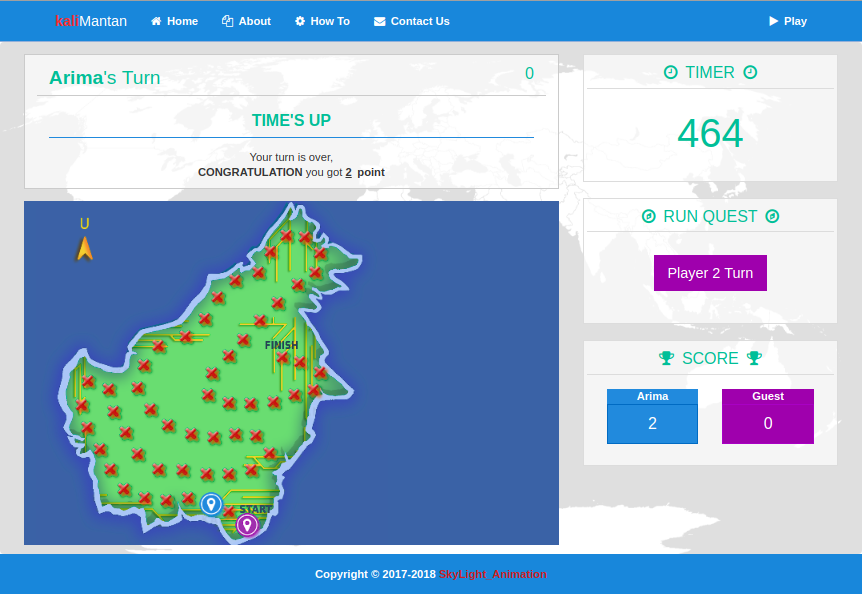 kaliMantan Home About How To Contact Us Play
Arima's Turn 0
TIME'S UP
Your turn is over,
CONGRATULATION you got 2 point
TIMER
464
RUN QUEST
Player 2 Turn
SCORE
Arima Guest
2 0
U
FINISH
START
Copyright © 2017-2018 SkyLight_Animation